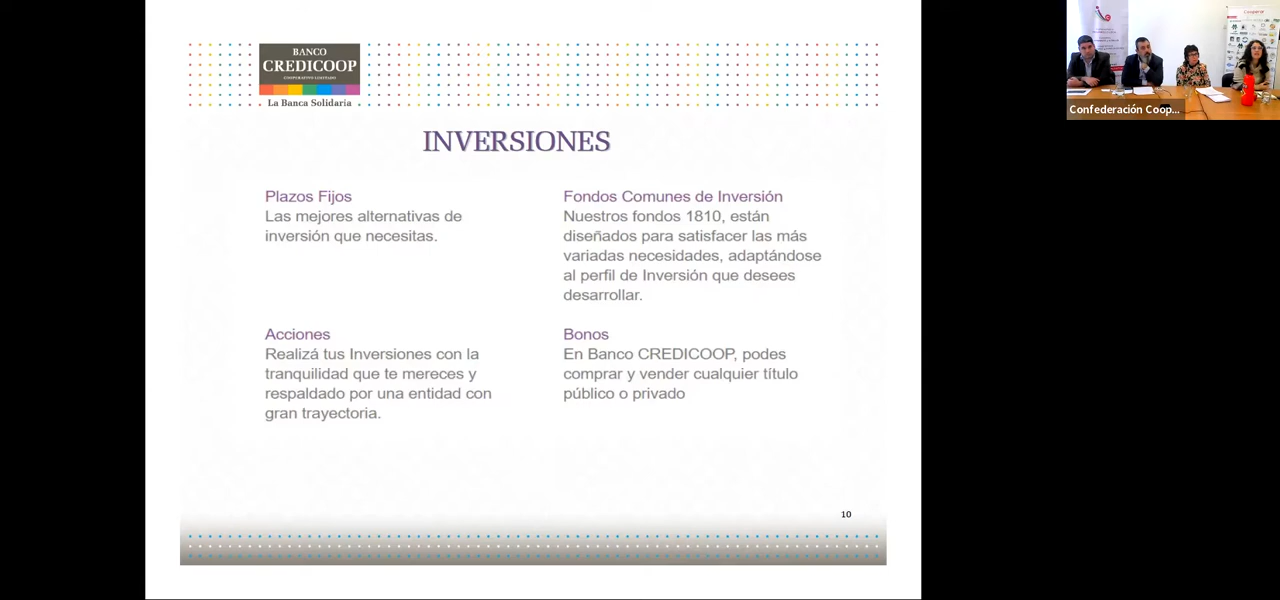 BANCO
CREDICOOP
COOPERATIVO LIMITADO
La Banca Solidaria
INVERSIONES
Plazos Fijos
Las mejores alternativas de
inversión que necesitas.
Fondos Comunes de Inversión
Nuestros fondos 1810, están
diseñados para satisfacer las más
variadas necesidades, adaptándose
al perfil de Inversión que desees
desarrollar.
Acciones
Realizá tus Inversiones con la
tranquilidad que te mereces y
respaldado por una entidad con
gran trayectoria.
Bonos
En Banco CREDICOOP, podes
comprar y vender cualquier título
público o privado
10
Confederación Coop...